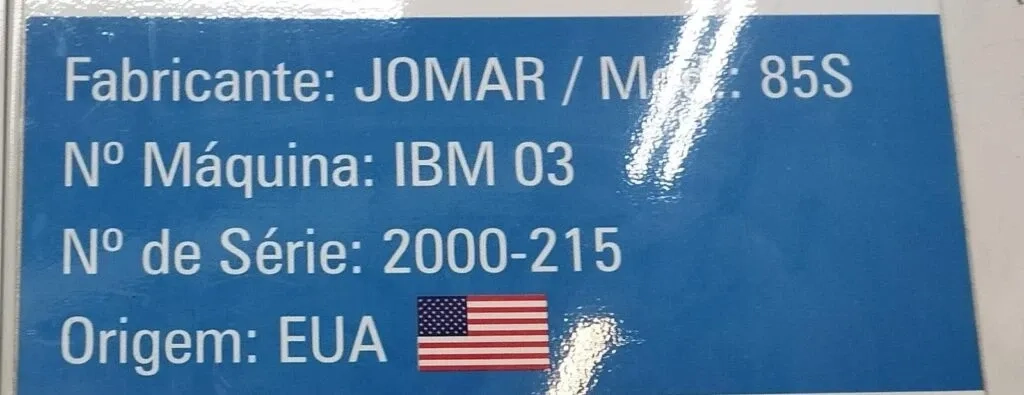 Fabricante: JOMAR / 85S
Nº Máquina: IBM 03
Nº de Série: 2000-215
Origem: EUA